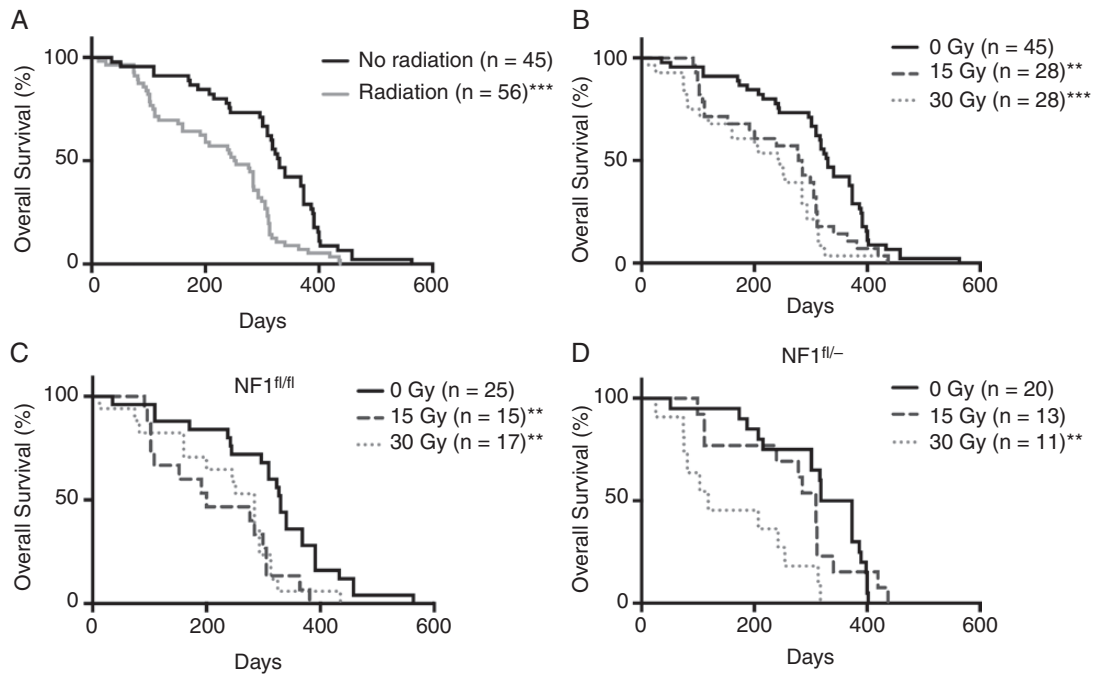 A
Overall Survival (%)
100
50
0
0 200 400 600
Days
No radiation (n = 45)
Radiation (n = 56)***
B
Overall Survival (%)
100
50
0
0 200 400 600
Days
0 Gy (n = 45)
15 Gy (n = 28)**
30 Gy (n = 28)***
C
NF1fl/fl
Overall Survival (%)
100
50
0
0 200 400 600
Days
0 Gy (n = 25)
15 Gy (n = 15)**
30 Gy (n = 17)**
D
NF1fl/–
Overall Survival (%)
100
50
0
0 200 400 600
Days
0 Gy (n = 20)
15 Gy (n = 13)
30 Gy (n = 11)**